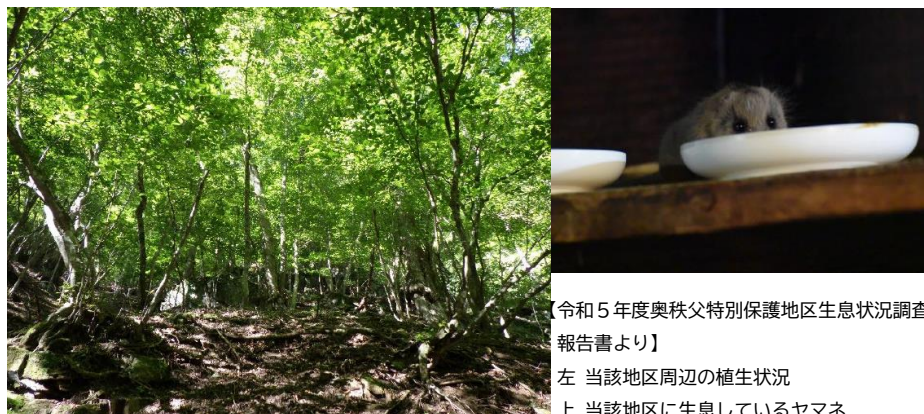 【令和５年度奥秩父特別保護地区生息状況調査
報告書より】
左 当該地区周辺の植生状況
上 当該地区に生息しているヤマネ